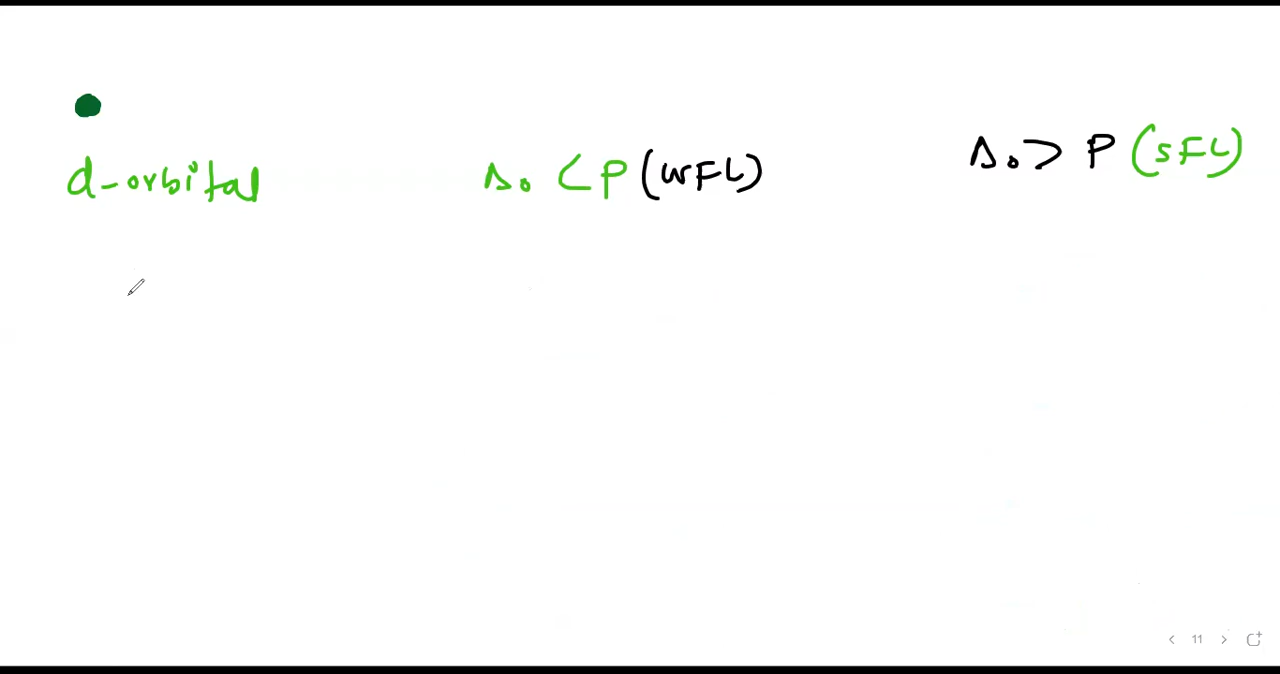 d-orbital Δo < P (WFL) Δo > P (SFL)
< 11 >